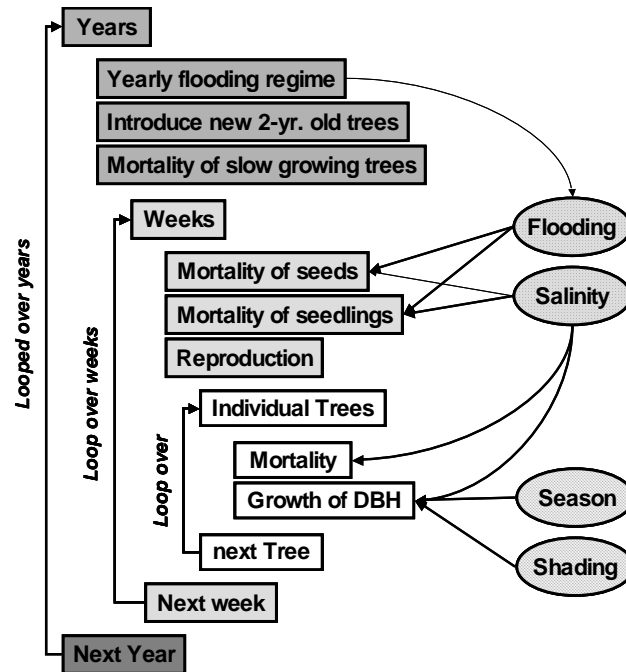 Years
Yearly flooding regime
Introduce new 2-yr. old trees
Mortality of slow growing trees
Weeks
Flooding
Mortality of seeds
Salinity
Mortality of seedlings
Reproduction
Individual Trees
Mortality
Growth of DBH
Season
next Tree
Shading
Next week
Next Year
Looped over years
Loop over weeks
Loop over